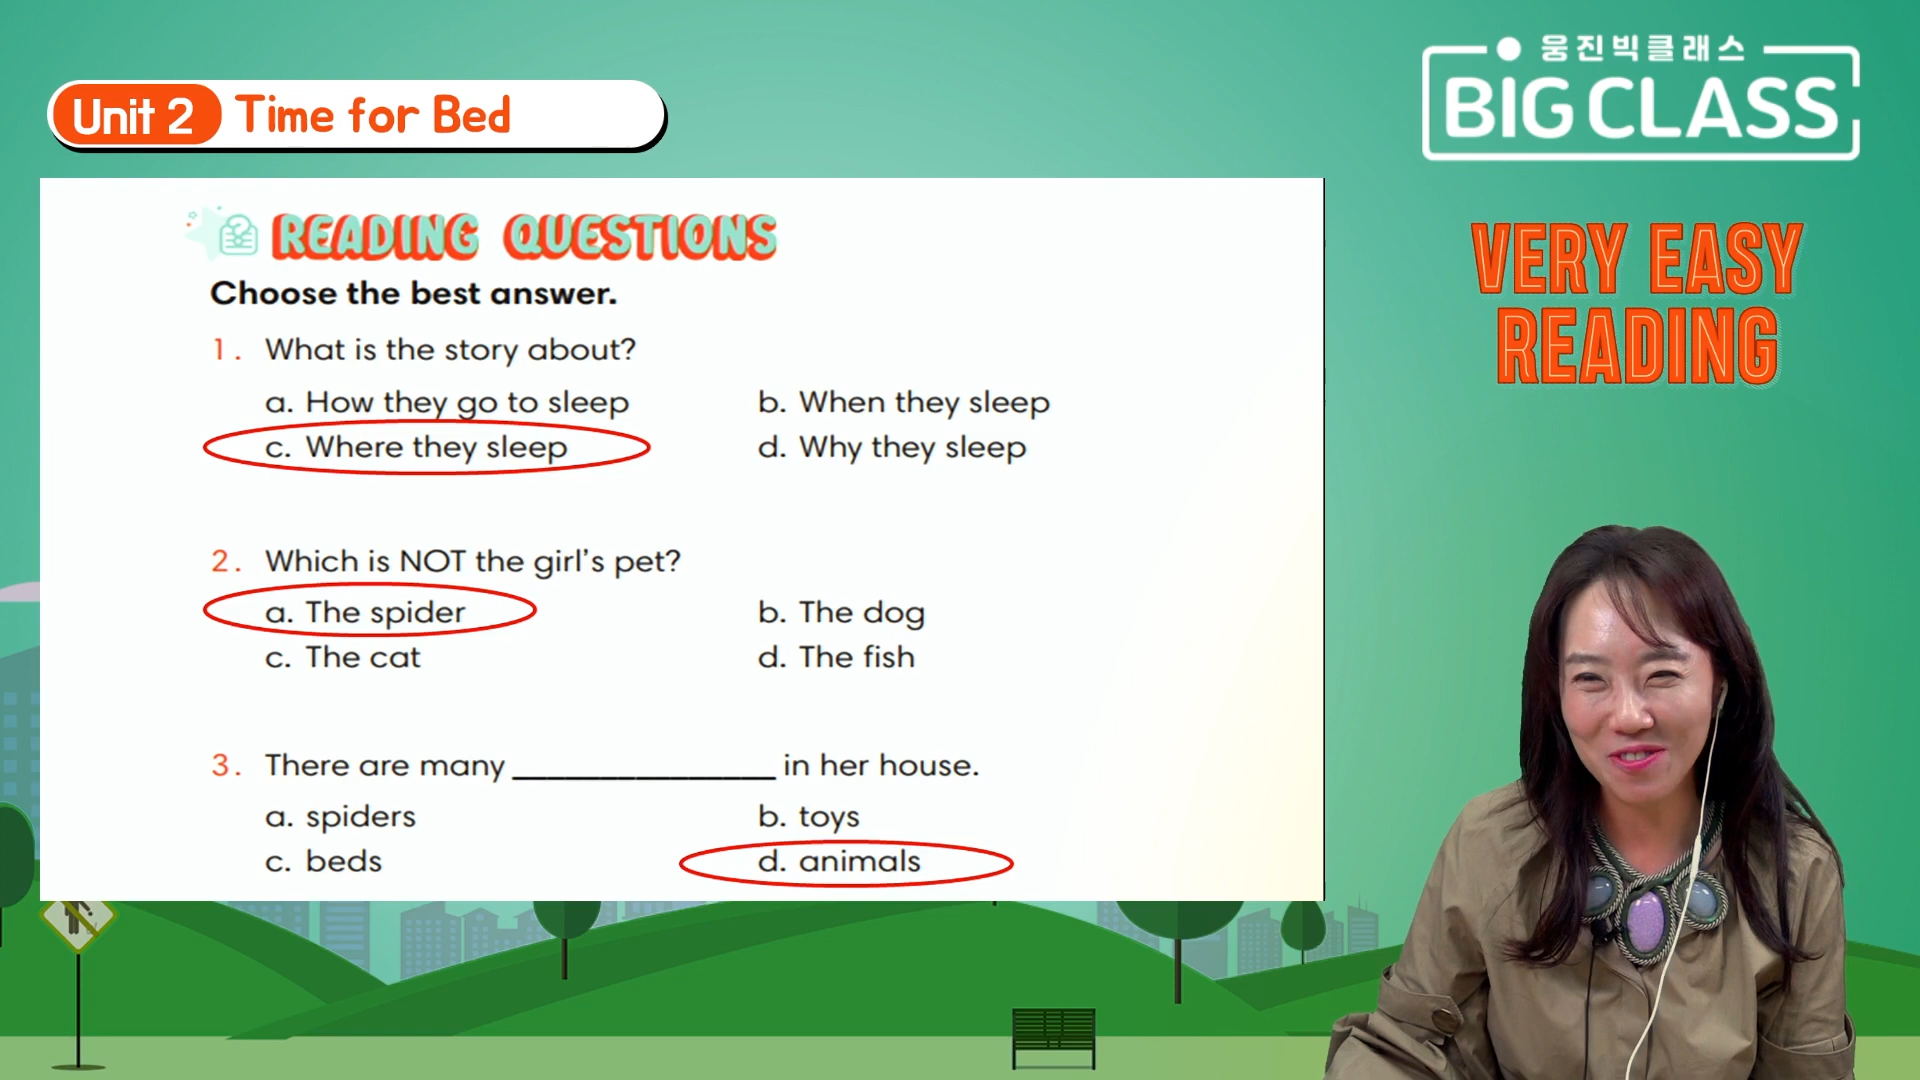 Unit 2 Time for Bed
웅진빅클래스
BIG CLASS
VERY EASY
READING
READING QUESTIONS
Choose the best answer.
1. What is the story about?
a. How they go to sleep b. When they sleep
c. Where they sleep d. Why they sleep
2. Which is NOT the girl's pet?
a. The spider b. The dog
c. The cat d. The fish
3. There are many ______________ in her house.
a. spiders b. toys
c. beds d. animals